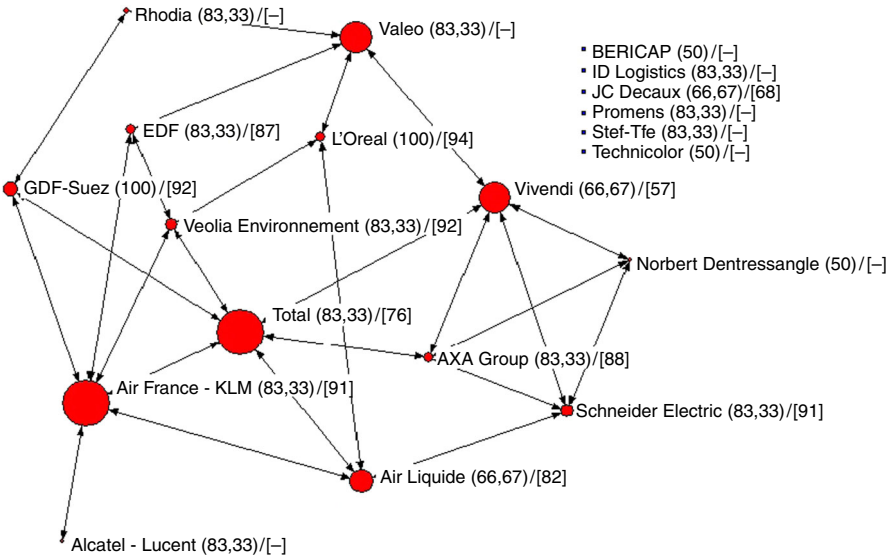 Rhodia (83,33)/[–]
Valeo (83,33)/[–]
▪ BERICAP (50)/[–]
▪ ID Logistics (83,33)/[–]
▪ JC Decaux (66,67)/[68]
▪ Promens (83,33)/[–]
▪ Stef-Tfe (83,33)/[–]
▪ Technicolor (50)/[–]
EDF (83,33)/[87]
L'Oreal (100)/[94]
GDF-Suez (100)/[92]
Vivendi (66,67)/[57]
Veolia Environnement (83,33)/[92]
Norbert Dentressangle (50)/[–]
Total (83,33)/[76]
AXA Group (83,33)/[88]
Air France - KLM (83,33)/[91]
Schneider Electric (83,33)/[91]
Air Liquide (66,67)/[82]
Alcatel - Lucent (83,33)/[–]